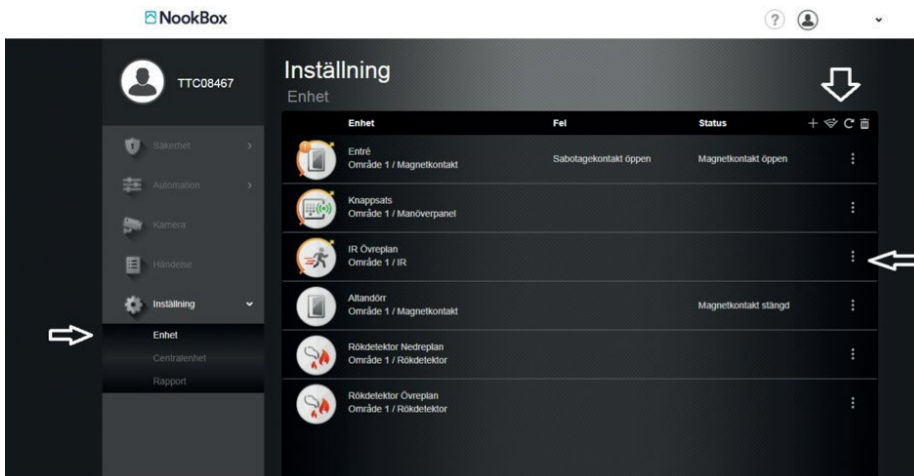 NookBox
?
TTC08467
Säkerhet
Automation
Kamera
Händelse
Inställning
Enhet
Centralenhet
Rapport
Inställning
Enhet
Enhet Fel Status
Entré
Område 1 / Magnetkontakt Sabotagekontakt öppen Magnetkontakt öppen
Knappsats
Område 1 / Manöverpanel
IR Övreplan
Område 1 / IR
Altandörr
Område 1 / Magnetkontakt Magnetkontakt stängd
Rökdetektor Nedreplan
Område 1 / Rökdetektor
Rökdetektor Övreplan
Område 1 / Rökdetektor